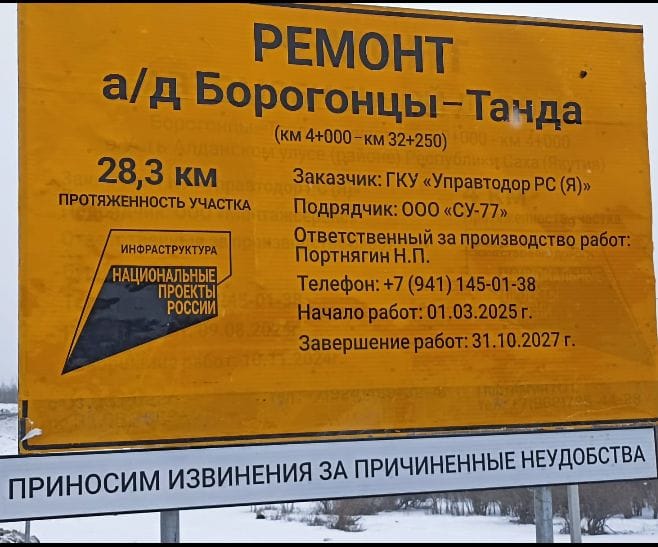 РЕМОНТ
а/д Борогонцы–Танда
(км 4+000 – км 32+250)
28,3 км
ПРОТЯЖЕННОСТЬ УЧАСТКА
ИНФРАСТРУКТУРА
НАЦИОНАЛЬНЫЕ
ПРОЕКТЫ
РОССИИ
Заказчик: ГКУ «Управтодор РС (Я)»
Подрядчик: ООО «СУ-77»
Ответственный за производство работ:
Портнягин Н.П.
Телефон: +7 (941) 145-01-38
Начало работ: 01.03.2025 г.
Завершение работ: 31.10.2027 г.
ПРИНОСИМ ИЗВИНЕНИЯ ЗА ПРИЧИНЕННЫЕ НЕУДОБСТВА